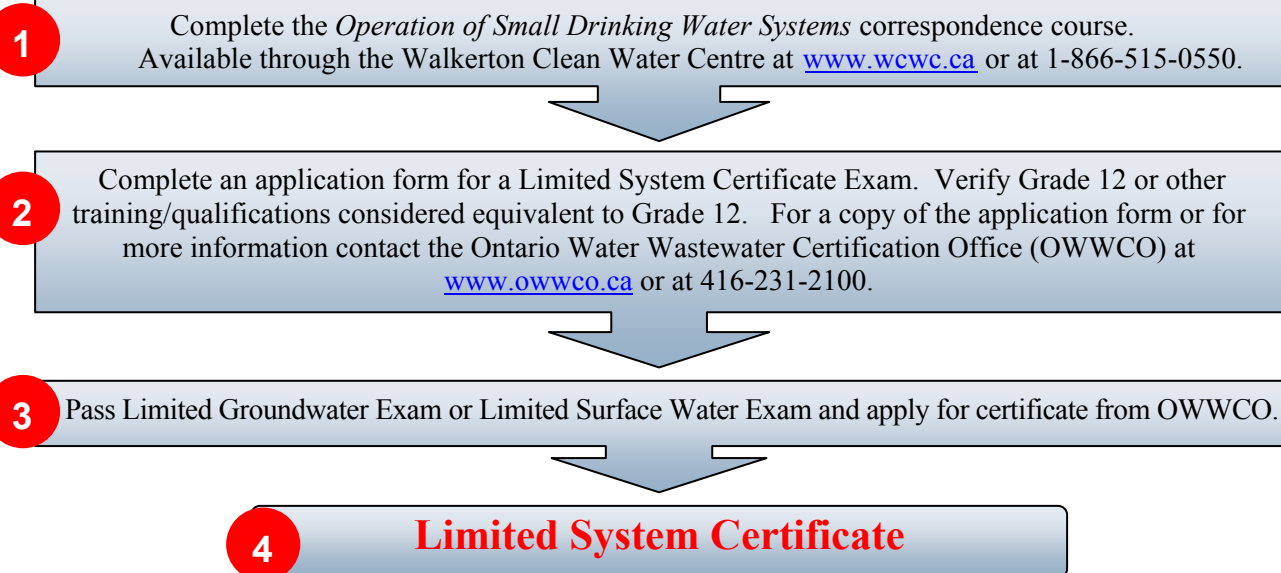 1
Complete the Operation of Small Drinking Water Systems correspondence course.
Available through the Walkerton Clean Water Centre at www.wcwc.ca or at 1-866-515-0550.
2
Complete an application form for a Limited System Certificate Exam. Verify Grade 12 or other
training/qualifications considered equivalent to Grade 12. For a copy of the application form or for
more information contact the Ontario Water Wastewater Certification Office (OWWCO) at
www.owwco.ca or at 416-231-2100.
3
Pass Limited Groundwater Exam or Limited Surface Water Exam and apply for certificate from OWWCO.
4
Limited System Certificate